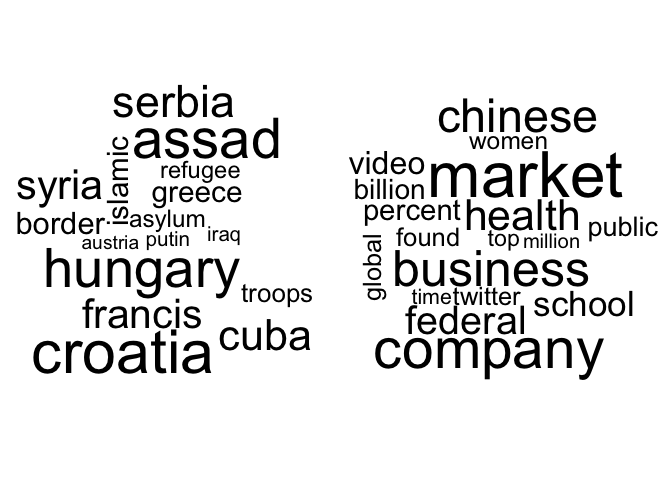 serbia
assad
islamic
refugee
syria
greece
border
asylum
austria
putin
iraq
hungary
troops
francis
cuba
croatia
chinese
women
video
market
billion
percent
health
public
found
top
million
global
business
time
twitter
school
federal
company